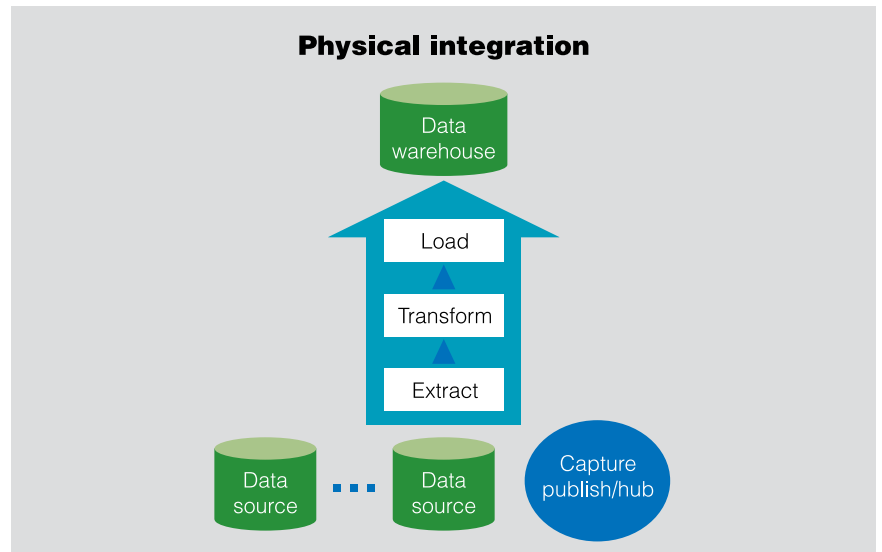 Physical integration
Data
warehouse
Load
Transform
Extract
Data
source
Data
source
Capture
publish/hub